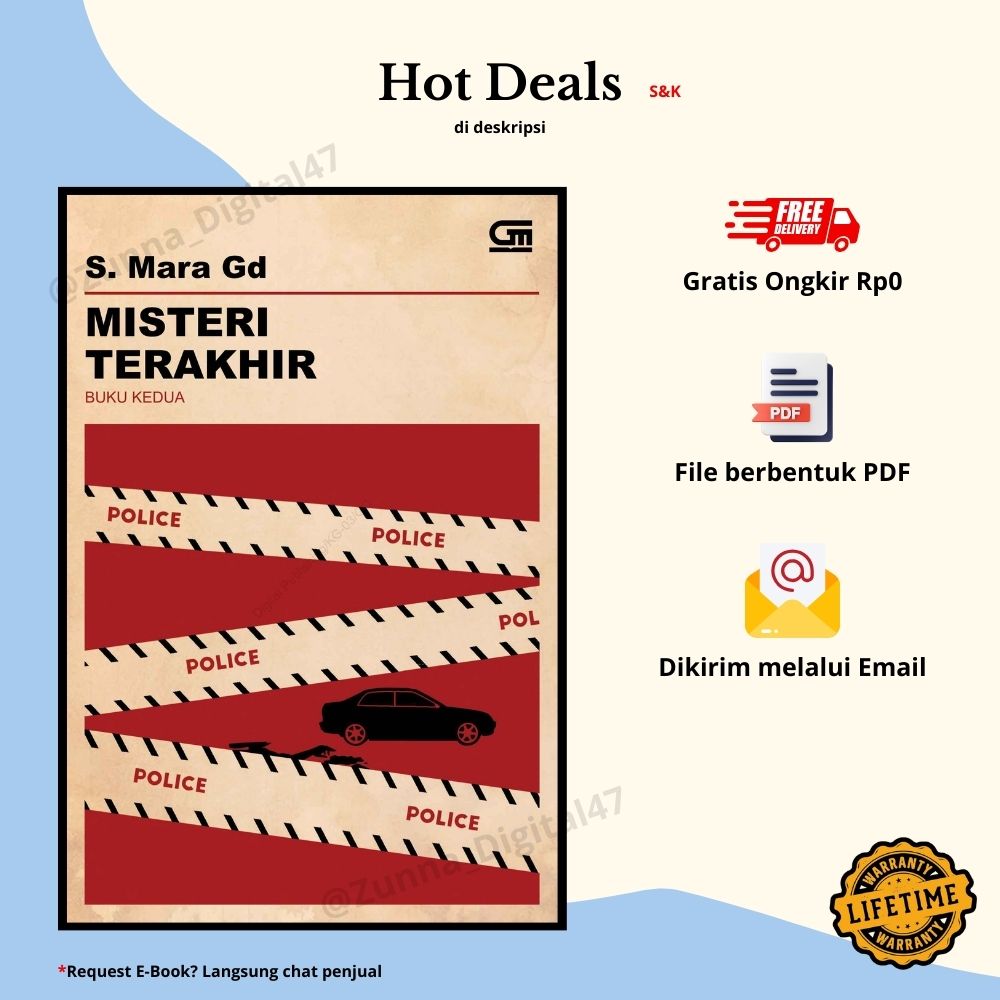 Hot Deals
S&K
di deskripsi
@Zunna_Digital47
GM
S. Mara Gd
MISTERI
TERAKHIR
BUKU KEDUA
POLICE
POLICE
POL
POLICE
POLICE
POLICE
@Zunna_Digital47
FREE
DELIVERY
Gratis Ongkir Rp0
PDF
File berbentuk PDF
@
Dikirim melalui Email
WARRANTY
LIFETIME
WARRANTY
*Request E-Book? Langsung chat penjual